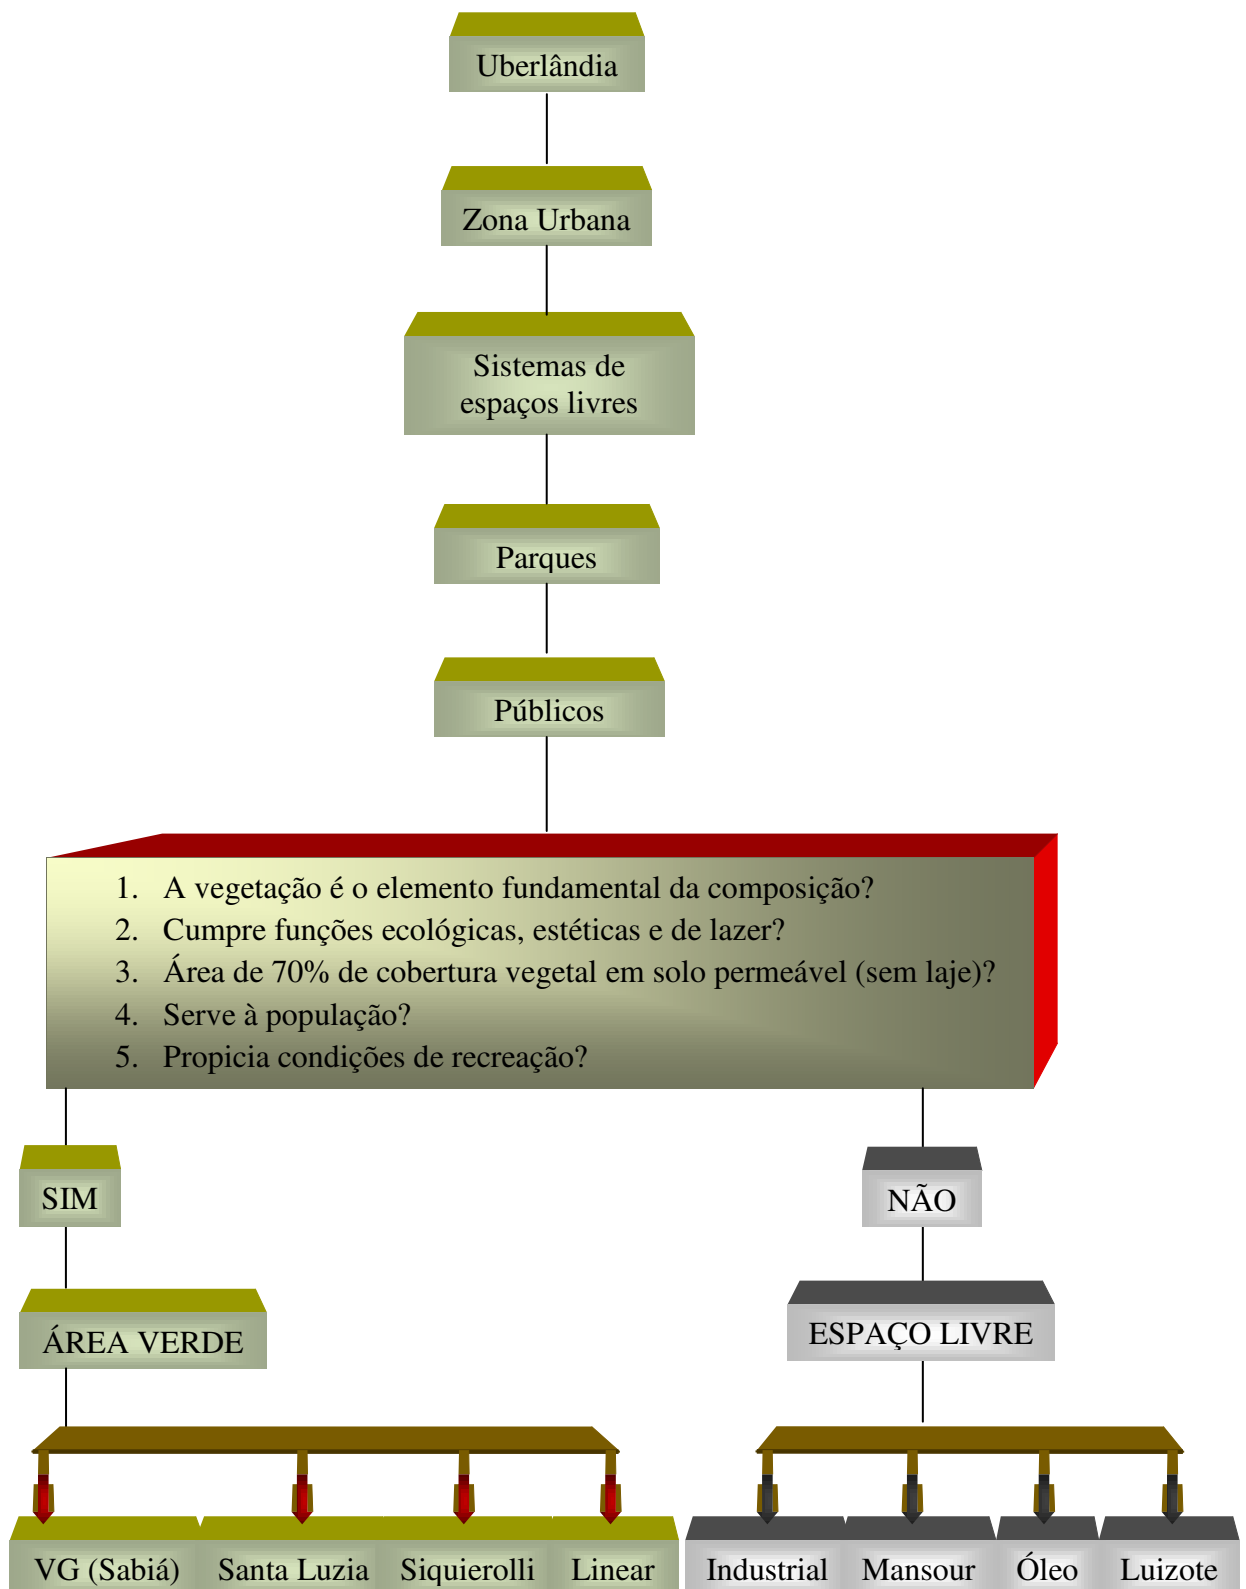 Uberlândia
Zona Urbana
Sistemas de
espaços livres
Parques
Públicos
1. A vegetação é o elemento fundamental da composição?
2. Cumpre funções ecológicas, estéticas e de lazer?
3. Área de 70% de cobertura vegetal em solo permeável (sem laje)?
4. Serve à população?
5. Propicia condições de recreação?
SIM
NÃO
ÁREA VERDE
ESPAÇO LIVRE
VG (Sabiá)
Santa Luzia
Siquierolli
Linear
Industrial
Mansour
Óleo
Luizote